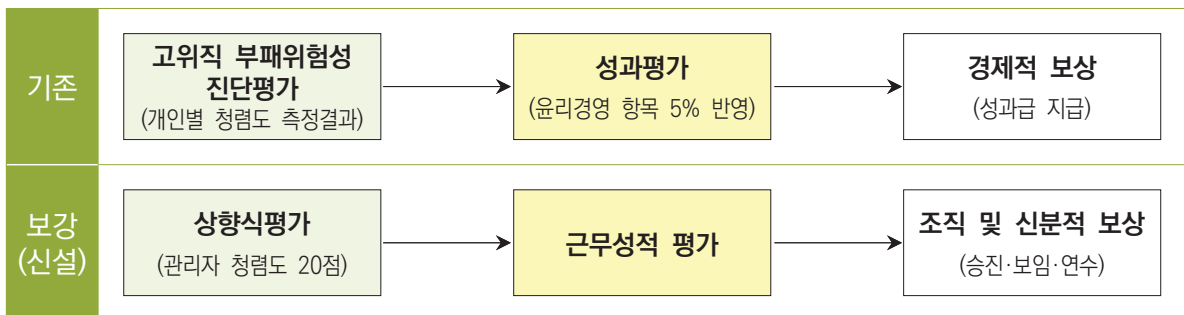 기존
고위직 부패위험성
진단평가
(개인별 청렴도 측정결과)
성과평가
(윤리경영 항목 5% 반영)
경제적 보상
(성과급 지급)
보강
(신설)
상향식평가
(관리자 청렴도 20점)
근무성적 평가
조직 및 신분적 보상
(승진·보임·연수)